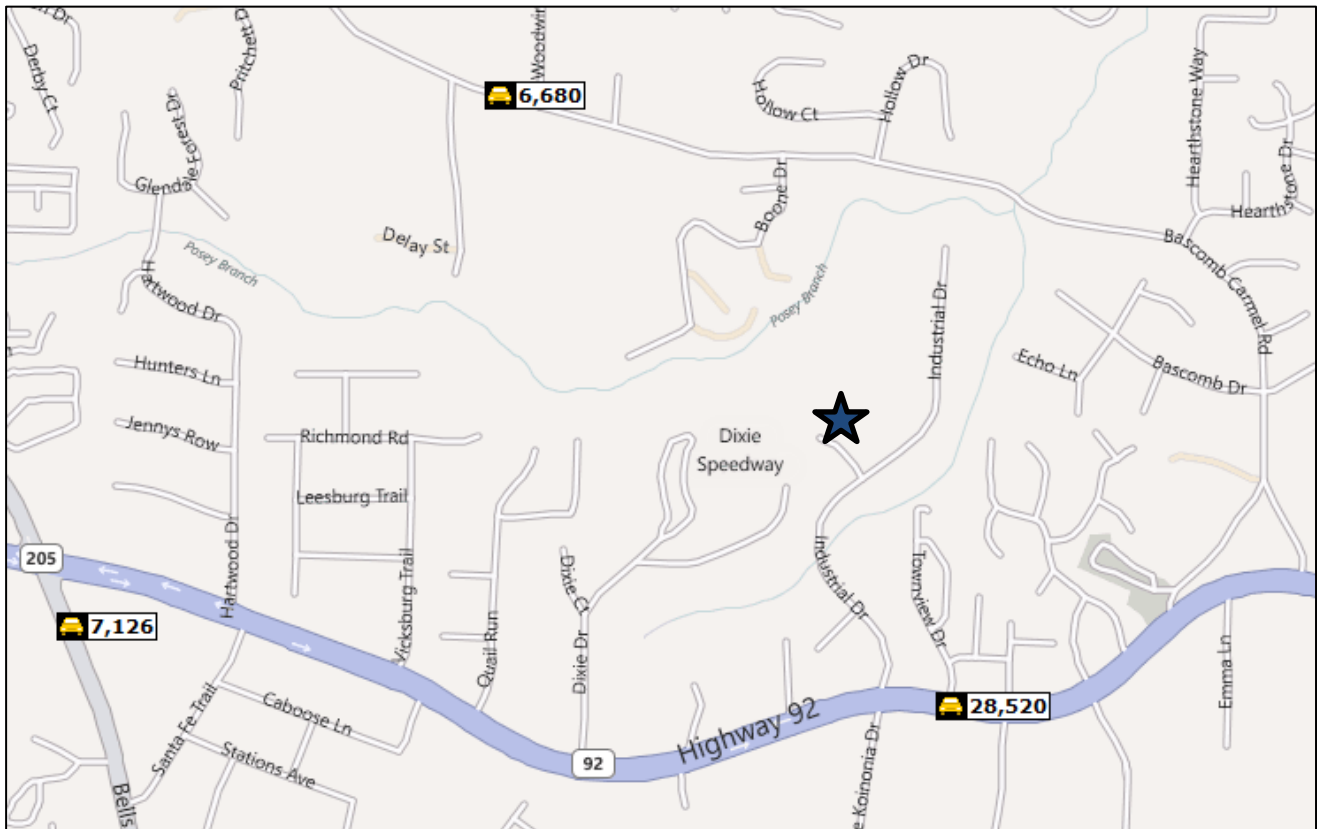 Derby Ct
Pritchett D
Woodwin
6,680
Hollow Dr
Hollow Ct
Hearthstone Way
Hearthstone Dr
Glendale Forest Dr
Boone Dr
Delay St
Posey Branch
Posey Branch
Bascomb Carmel Rd
Hartwood Dr
Industrial Dr
Hunters Ln
Echo Ln
Bascomb Dr
Jennys Row
Richmond Rd
Dixie
Speedway
Leesburg Trail
205
Hartwood Dr
Vicksburg Trail
Dixie Ct
Industrial Dr
Townview Dr
7,126
Quail Run
Dixie Dr
Emma Ln
Santa Fe Trail
Caboose Ln
28,520
Highway 92
Stations Ave
92
Bells
e Koinonia Dr